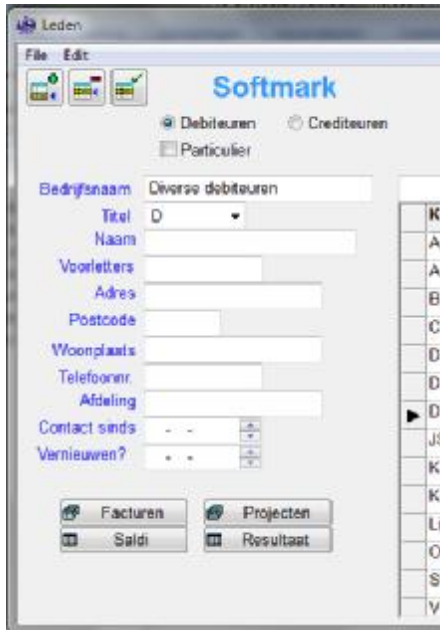 Leden
File Edit
Softmark
Debiteuren Crediteuren
Particulier
Bedrijfsnaam Diverse debiteuren
Titel D
Naam
Voorletters
Adres
Postcode
Woonplaats
Telefoonnr.
Afdeling
Contact sinds - -
Vernieuwen? - -
Facturen Projecten
Saldi Resultaat
K
A
A
B
C
D
D
D
JS
K
K
L
O
S
V